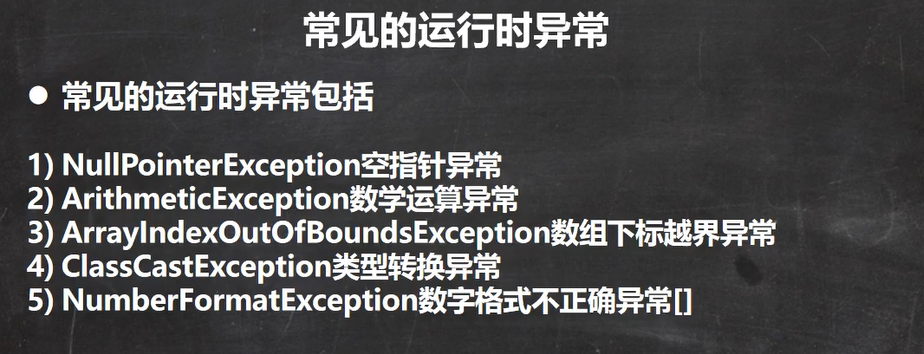 常见的运行时异常
● 常见的运行时异常包括
1) NullPointerException空指针异常
2) ArithmeticException数学运算异常
3) ArrayIndexOutOfBoundsException数组下标越界异常
4) ClassCastException类型转换异常
5) NumberFormatException数字格式不正确异常[]